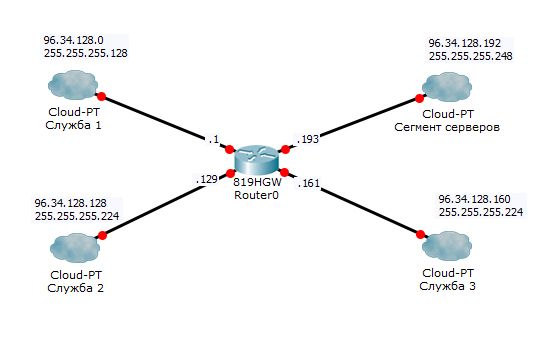 96.34.128.0
255.255.255.128
Cloud-PT
Служба 1
96.34.128.192
255.255.255.248
Cloud-PT
Сегмент серверов
.1
.193
.129
819HGW
Router0
.161
96.34.128.128
255.255.255.224
Cloud-PT
Служба 2
96.34.128.160
255.255.255.224
Cloud-PT
Служба 3